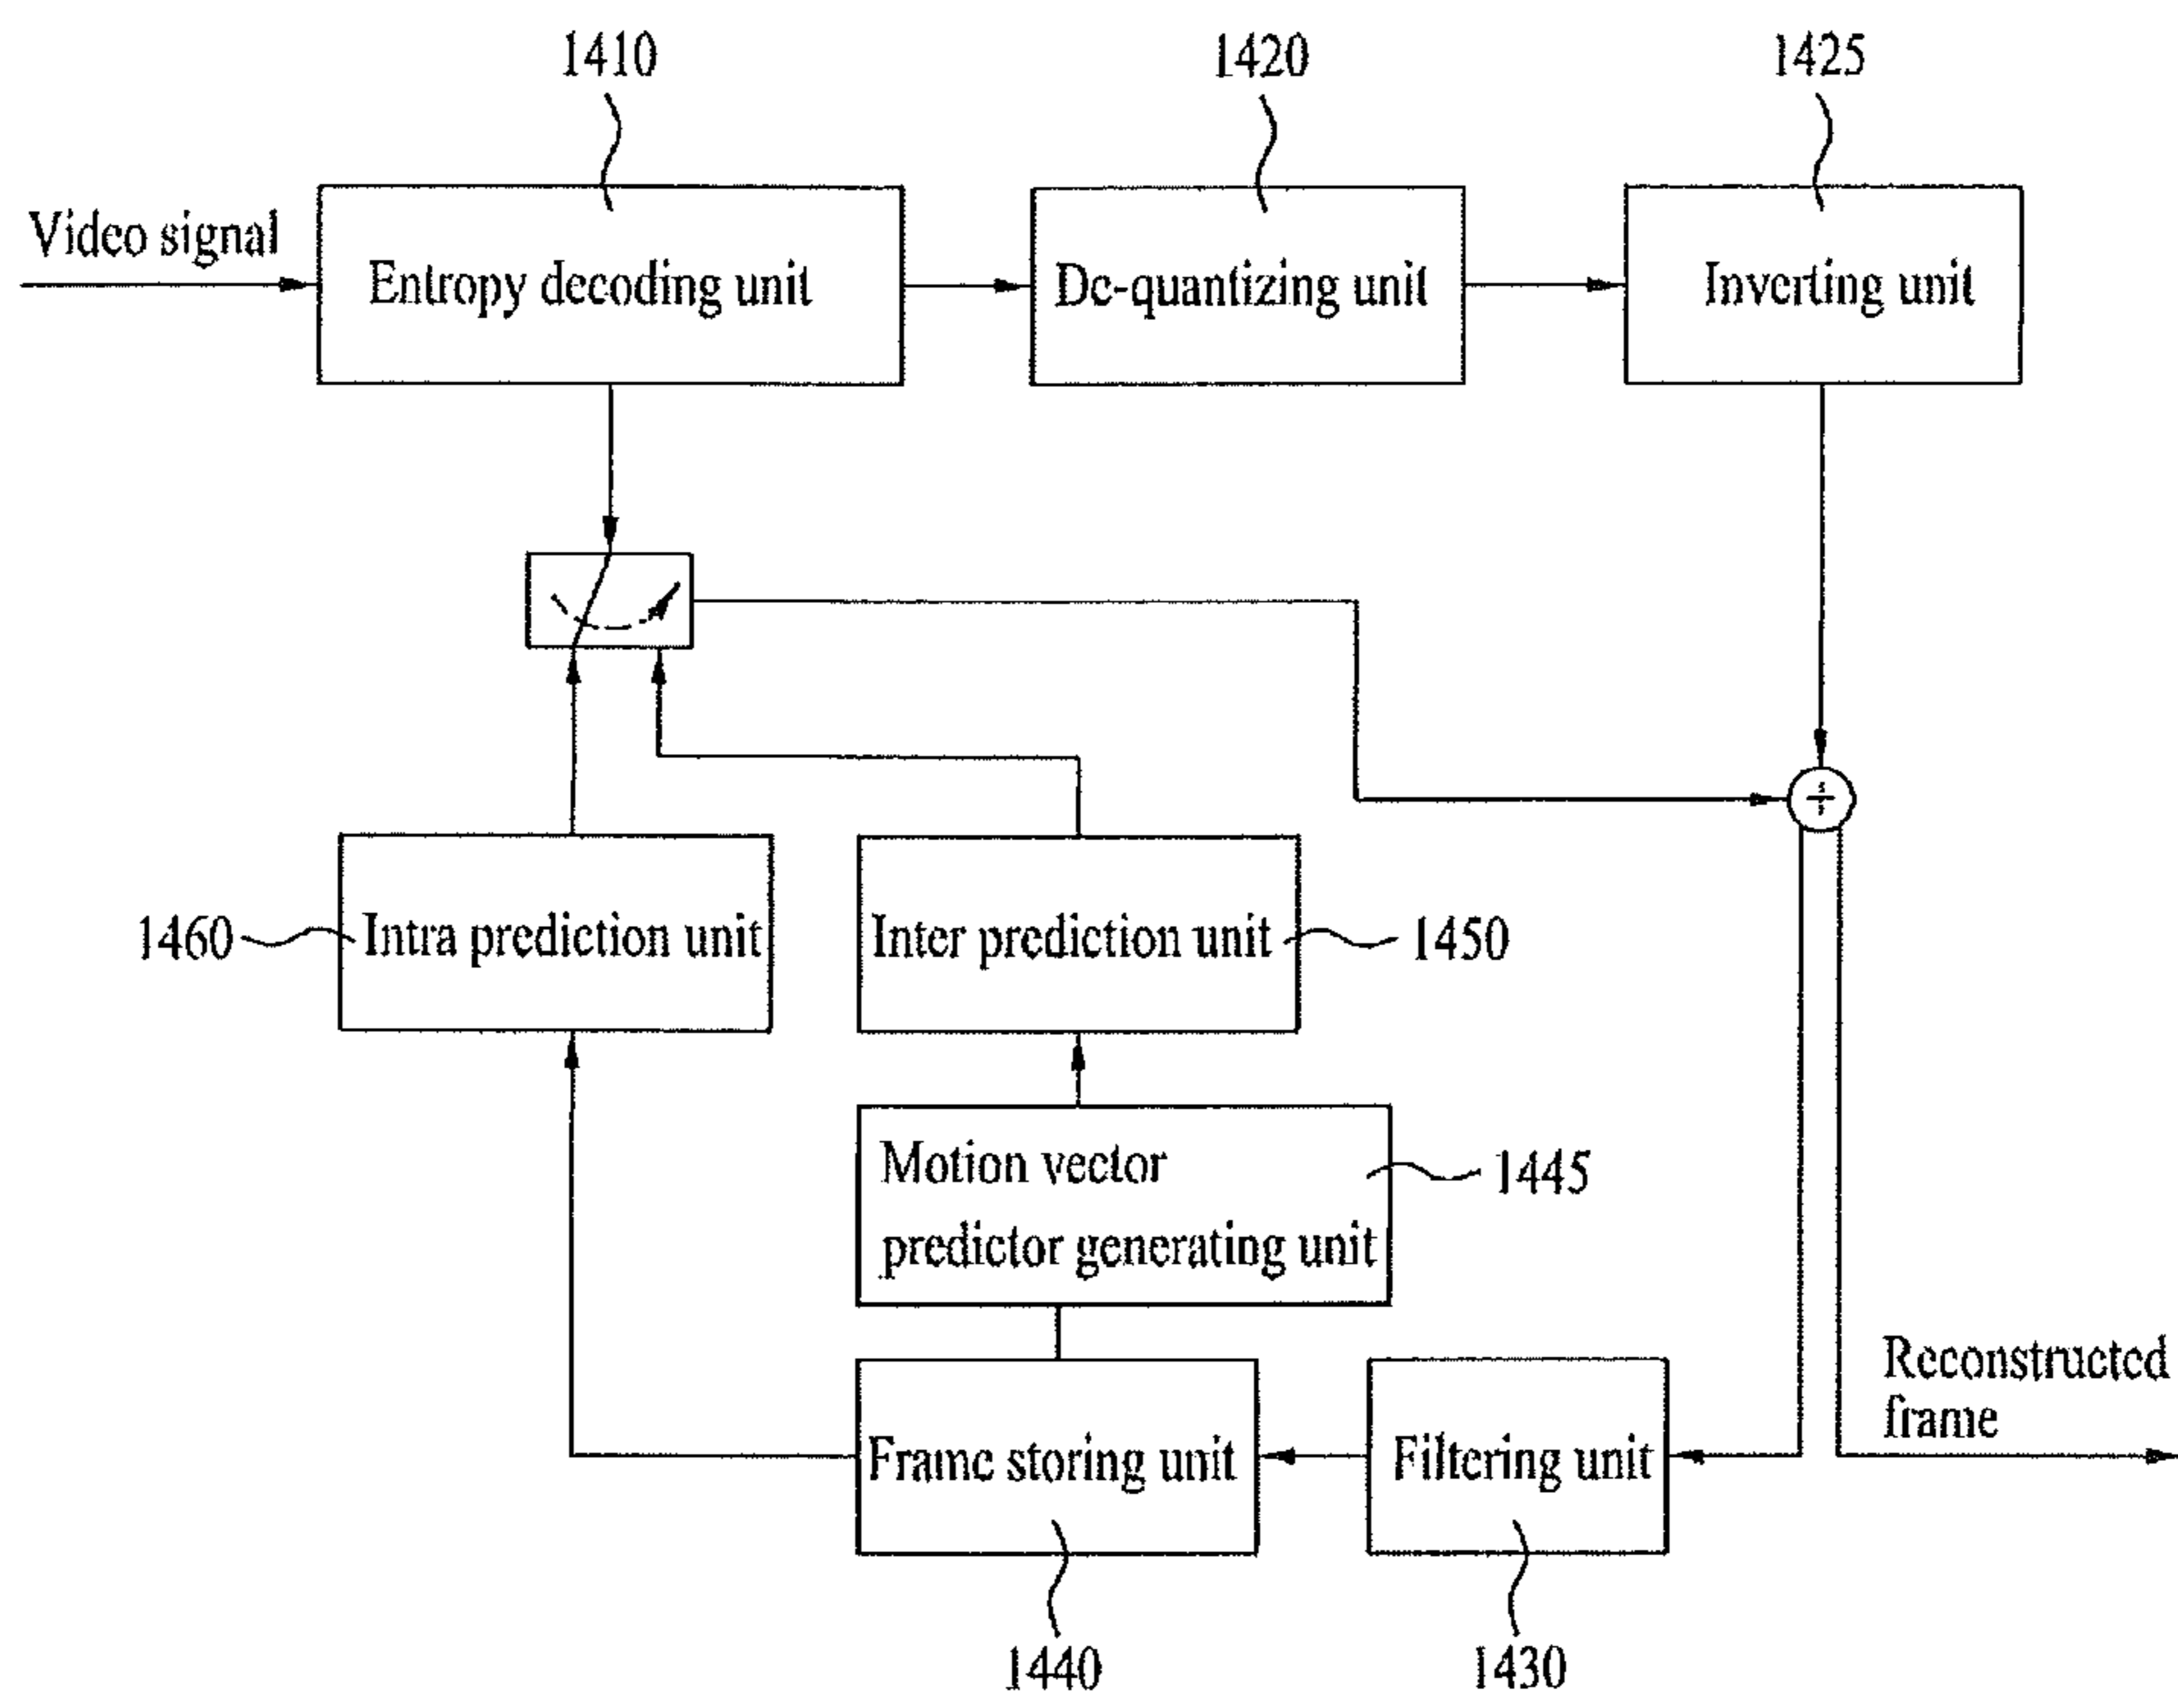 1410
1420
1425
Video signal
Entropy decoding unit
De-quantizing unit
Inverting unit
+
1460
Intra prediction unit
Inter prediction unit
1450
Motion vector
predictor generating unit
1445
Reconstructed
frame
Frame storing unit
Filtering unit
1440
1430